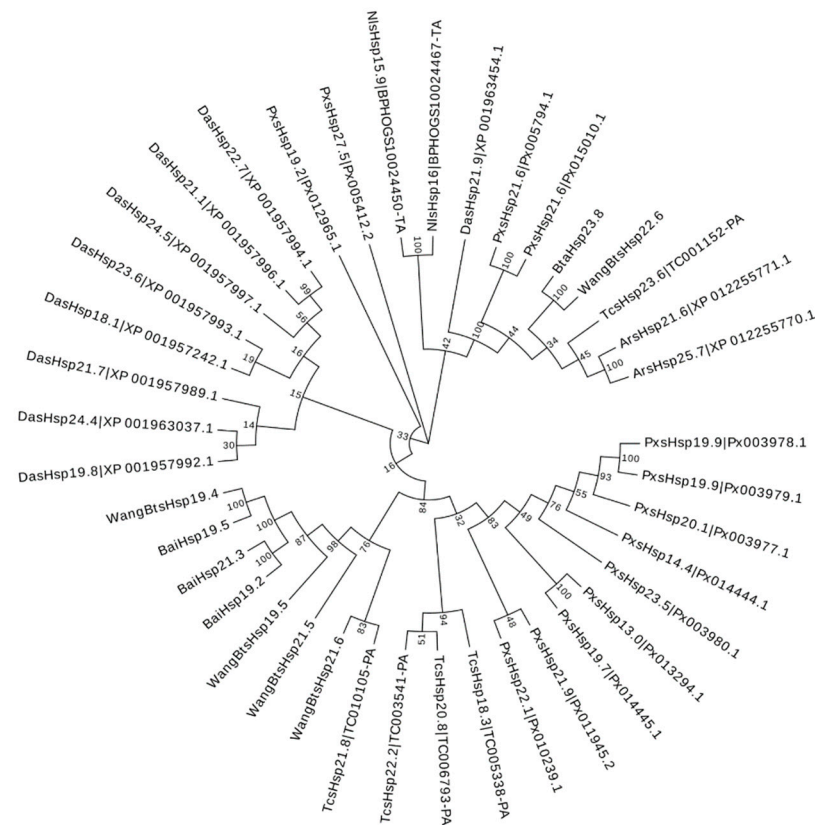 NlsHsp15.9|BPHOGS10024450-TA
NlsHsp16|BPHOGS10024467-TA
DasHsp21.9|XP 001963454.1
PxsHsp21.6|Px005794.1
PxsHsp21.6|Px015010.1
BtaHsp23.8
WangBtsHsp22.6
TcsHsp23.6|TC001152-PA
ArsHsp21.6|XP 012255771.1
ArsHsp25.7|XP 012255770.1
PxsHsp19.9|Px003978.1
PxsHsp19.9|Px003979.1
PxsHsp20.1|Px003977.1
PxsHsp14.4|Px014444.1
PxsHsp23.5|Px003980.1
PxsHsp13.0|Px013294.1
PxsHsp19.7|Px014445.1
PxsHsp21.9|Px011945.2
PxsHsp22.1|Px010239.1
TcsHsp18.3|TC005338-PA
TcsHsp20.8|TC006793-PA
TcsHsp22.2|TC003541-PA
TcsHsp21.8|TC010105-PA
WangBtsHsp21.6
WangBtsHsp21.5
WangBtsHsp19.5
BaiHsp19.2
BaiHsp21.3
BaiHsp19.5
WangBtsHsp19.4
DasHsp19.8|XP 001957992.1
DasHsp24.4|XP 001963037.1
DasHsp21.7|XP 001957989.1
DasHsp18.1|XP 001957242.1
DasHsp23.6|XP 001957993.1
DasHsp24.5|XP 001957997.1
DasHsp21.1|XP 001957996.1
DasHsp22.7|XP 001957994.1
PxsHsp19.2|Px012965.1
PxsHsp27.5|Px005412.2
100
42
100
100
44
34
100
45
100
100
93
55
76
49
83
100
32
48
94
51
84
76
83
98
87
100
100
100
16
33
15
14
30
16
19
56
99